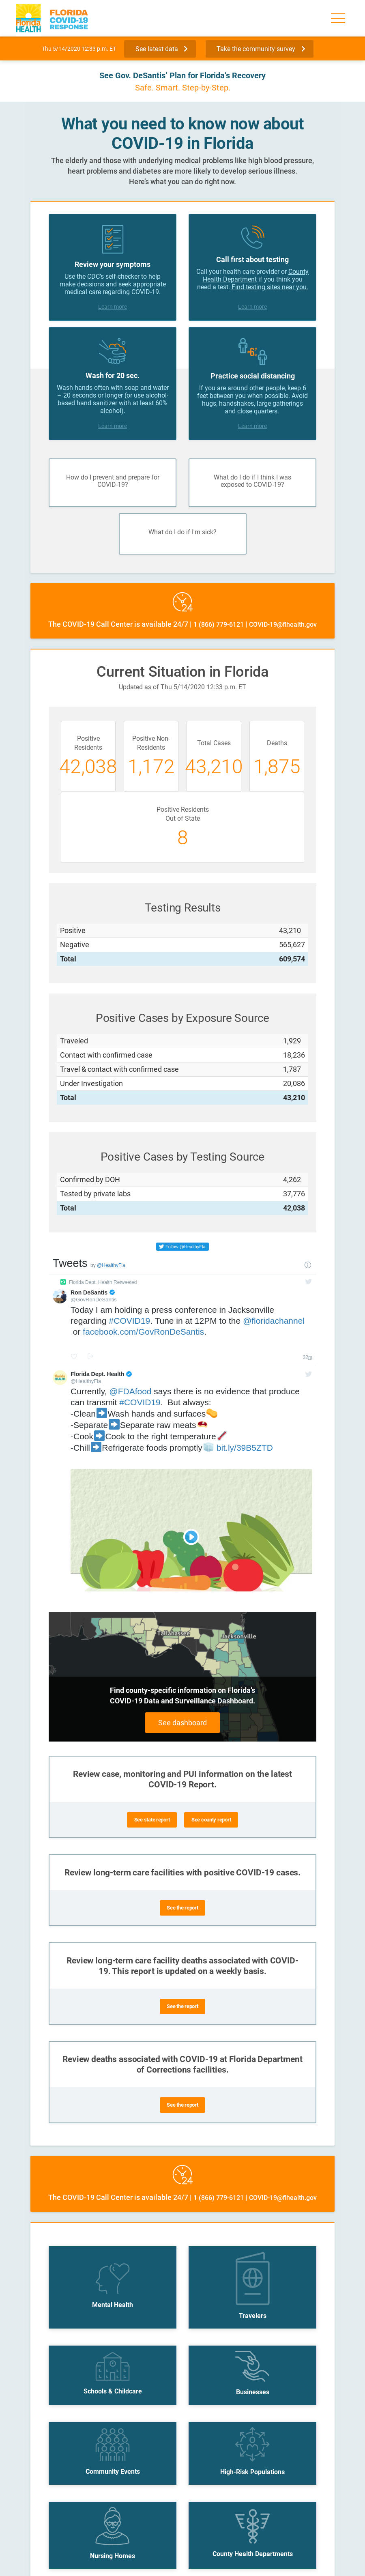 Florida
HEALTH
FLORIDA
COVID-19
RESPONSE
Thu 5/14/2020 12:33 p.m. ET
See latest data
Take the community survey
See Gov. DeSantis' Plan for Florida's Recovery
Safe. Smart. Step-by-Step.
What you need to know now about
COVID-19 in Florida
The elderly and those with underlying medical problems like high blood pressure,
heart problems and diabetes are more likely to develop serious illness.
Here's what you can do right now.
Review your symptoms
Use the CDC's self-checker to help
make decisions and seek appropriate
medical care regarding COVID-19.
Learn more
Call first about testing
Call your health care provider or County
Health Department if you think you
need a test. Find testing sites near you.
Learn more
Wash for 20 sec.
Wash hands often with soap and water
– 20 seconds or longer (or use alcohol-
based hand sanitizer with at least 60%
alcohol).
Learn more
6'
Practice social distancing
If you are around other people, keep 6
feet between you when possible. Avoid
hugs, handshakes, large gatherings
and close quarters.
Learn more
How do I prevent and prepare for
COVID-19?
What do I do if I think I was
exposed to COVID-19?
What do I do if I'm sick?
24
The COVID-19 Call Center is available 24/7 | 1 (866) 779-6121 | COVID-19@flhealth.gov
Current Situation in Florida
Updated as of Thu 5/14/2020 12:33 p.m. ET
Positive
Residents
42,038
Positive Non-
Residents
1,172
Total Cases
43,210
Deaths
1,875
Positive Residents
Out of State
8
Testing Results
Positive 43,210
Negative 565,627
Total 609,574
Positive Cases by Exposure Source
Traveled 1,929
Contact with confirmed case 18,236
Travel & contact with confirmed case 1,787
Under Investigation 20,086
Total 43,210
Positive Cases by Testing Source
Confirmed by DOH 4,262
Tested by private labs 37,776
Total 42,038
Follow @HealthyFla
Tweets by @HealthyFla
Florida Dept. Health Retweeted
Ron DeSantis
@GovRonDeSantis
Today I am holding a press conference in Jacksonville
regarding #COVID19. Tune in at 12PM to the @floridachannel
or facebook.com/GovRonDeSantis.
32m
Florida Dept. Health
@HealthyFla
Currently, @FDAfood says there is no evidence that produce
can transmit #COVID19. But always:
-Clean➡Wash hands and surfaces
-Separate➡Separate raw meats
-Cook➡Cook to the right temperature
-Chill➡Refrigerate foods promptly bit.ly/39B5ZTD
Tallahassee
Jacksonville
Find county-specific information on Florida's
COVID-19 Data and Surveillance Dashboard.
See dashboard
Review case, monitoring and PUI information on the latest
COVID-19 Report.
See state report
See county report
Review long-term care facilities with positive COVID-19 cases.
See the report
Review long-term care facility deaths associated with COVID-
19. This report is updated on a weekly basis.
See the report
Review deaths associated with COVID-19 at Florida Department
of Corrections facilities.
See the report
24
The COVID-19 Call Center is available 24/7 | 1 (866) 779-6121 | COVID-19@flhealth.gov
Mental Health
Travelers
Schools & Childcare
Businesses
Community Events
High-Risk Populations
Nursing Homes
County Health Departments